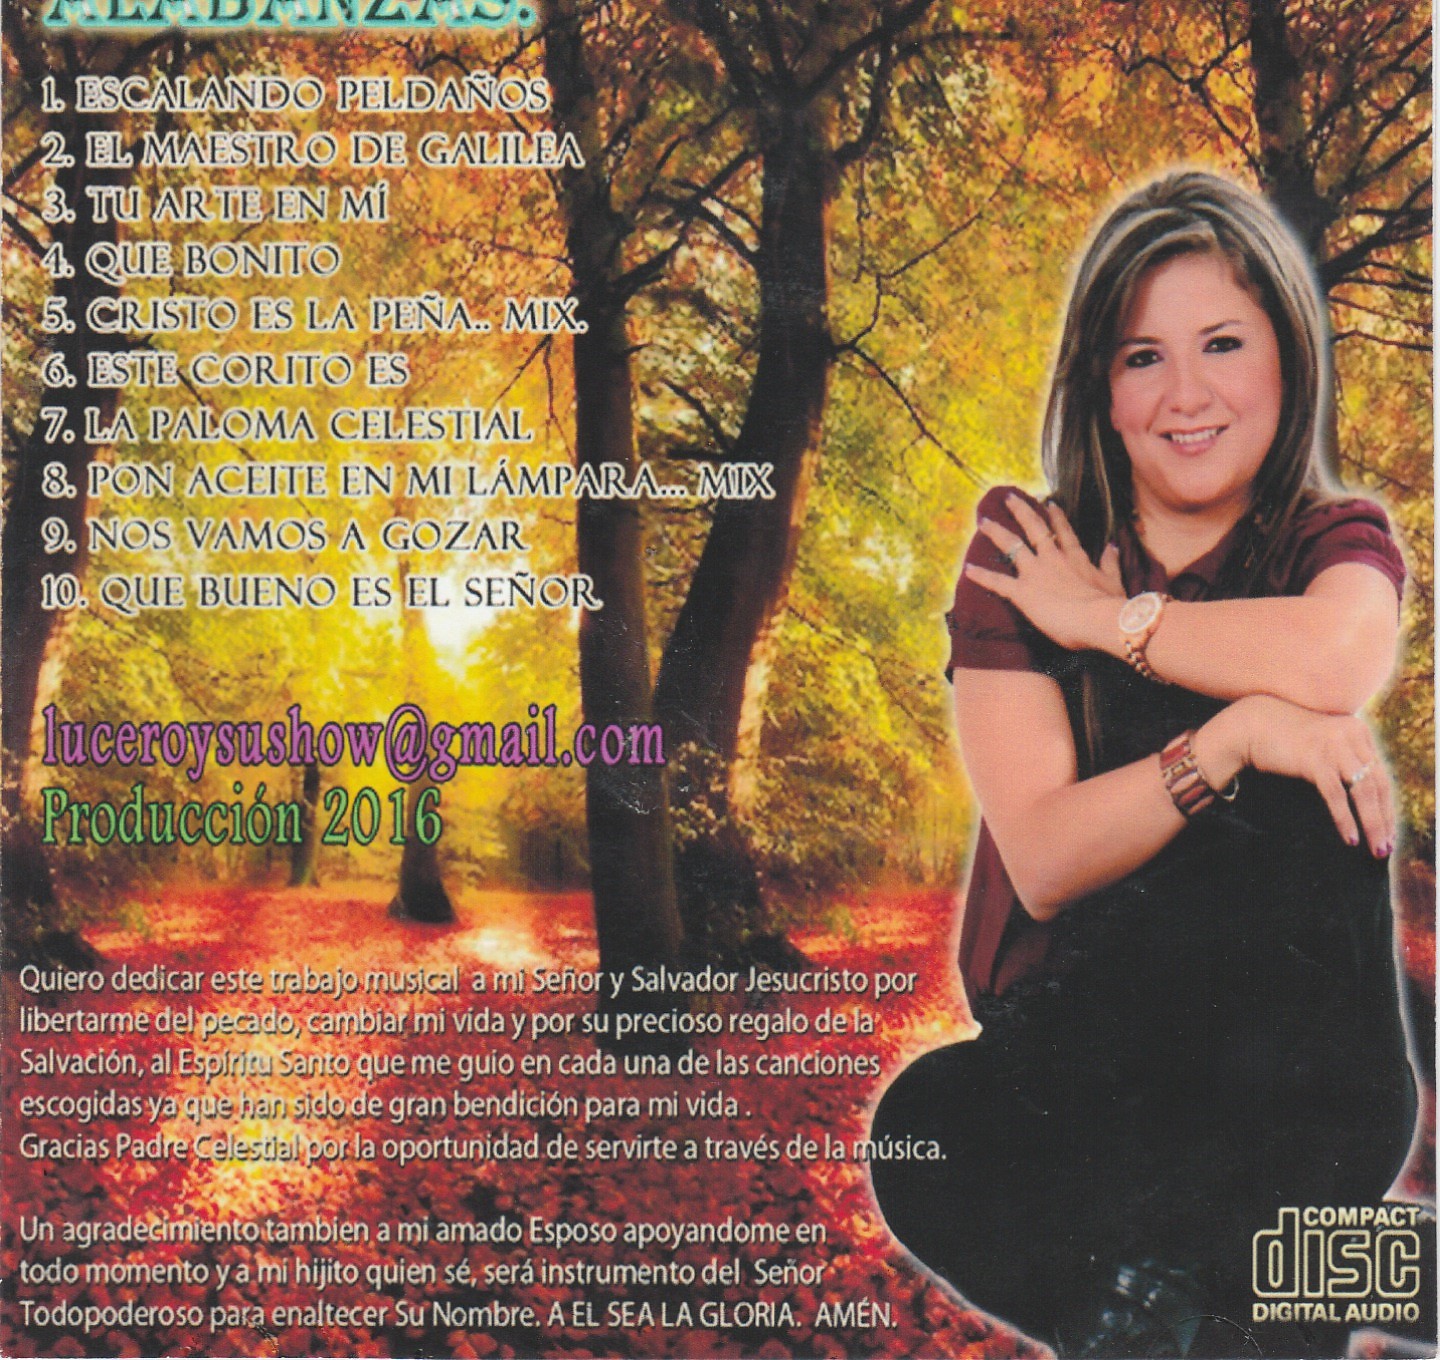 ALABANZAS.
1. ESCALANDO PELDAÑOS
2. EL MAESTRO DE GALILEA
3. TU ARTE EN MÍ
4. QUE BONITO
5. CRISTO ES LA PEÑA.. MIX.
6. ESTE CORITO ES
7. LA PALOMA CELESTIAL
8. PON ACEITE EN MI LÁMPARA... MIX
9. NOS VAMOS A GOZAR
10. QUE BUENO ES EL SEÑOR
luceroysushow@gmail.com
Producción 2016
Quiero dedicar este trabajo musical a mi Señor y Salvador Jesucristo por
libertarme del pecado, cambiar mi vida y por su precioso regalo de la
Salvación, al Espíritu Santo que me guio en cada una de las canciones
escogidas ya que han sido de gran bendición para mi vida .
Gracias Padre Celestial por la oportunidad de servirte a través de la música.
Un agradecimiento tambien a mi amado Esposo apoyandome en
todo momento y a mi hijito quien sé, será instrumento del Señor
Todopoderoso para enaltecer Su Nombre. A EL SEA LA GLORIA. AMÉN.
COMPACT
disc
DIGITAL AUDIO